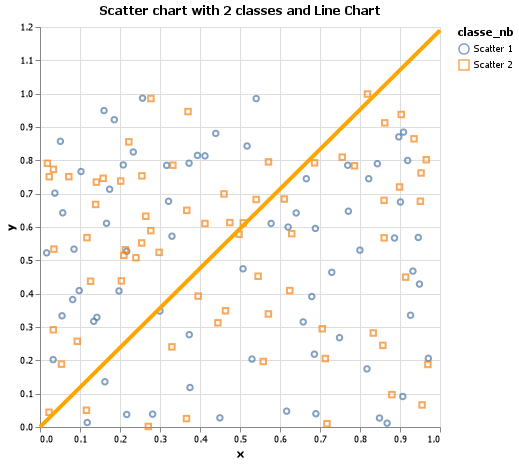 Scatter chart with 2 classes and Line Chart
classe_nb
Scatter 1
Scatter 2
1.2
1.1
1.0
0.9
0.8
0.7
0.6
0.5
0.4
0.3
0.2
0.1
0.0
y
0.0 0.1 0.2 0.3 0.4 0.5 0.6 0.7 0.8 0.9 1.0
x